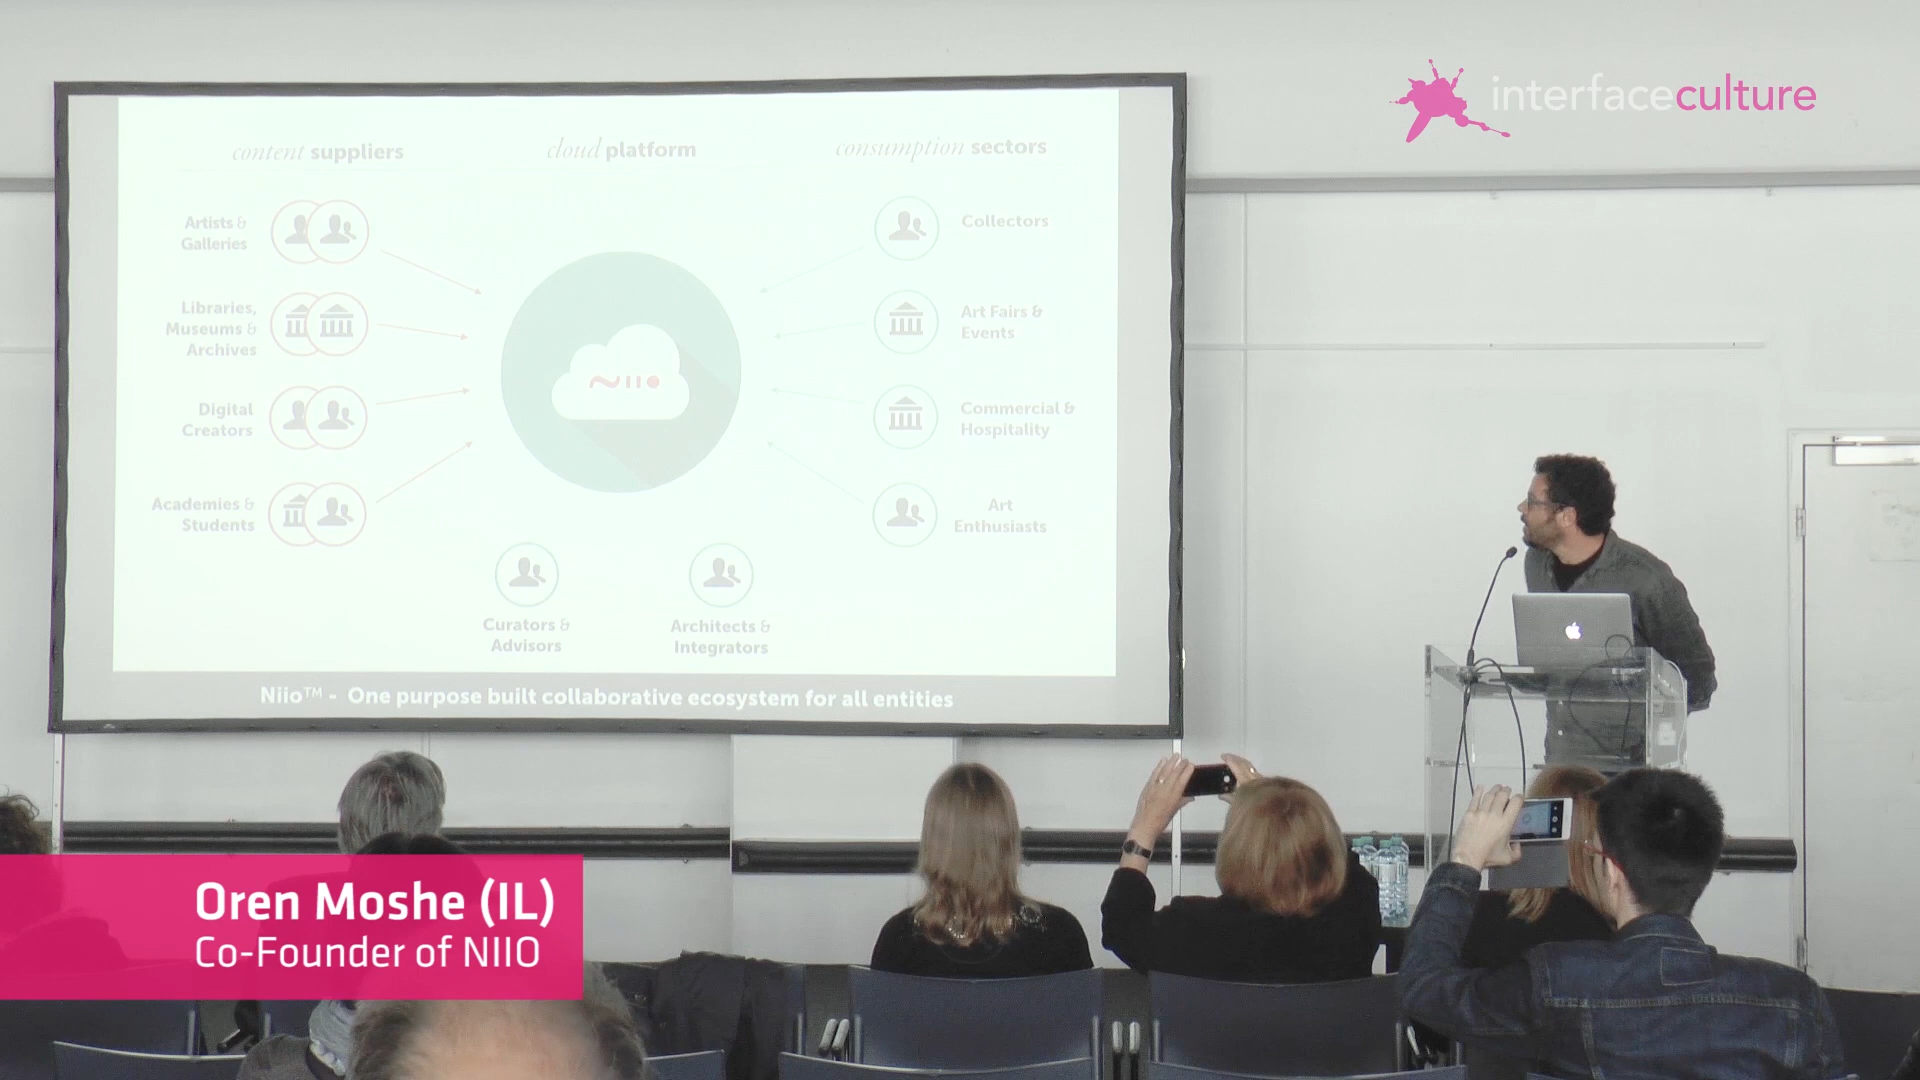 interfaceculture
content suppliers
cloud platform
consumption sectors
Artists &
Galleries
Libraries,
Museums &
Archives
Digital
Creators
Academies &
Students
Niio
Collectors
Art Fairs &
Events
Commercial &
Hospitality
Art
Enthusiasts
Curators &
Advisors
Architects &
Integrators
Niio™ - One purpose built collaborative ecosystem for all entities
Oren Moshe (IL)
Co-Founder of NIIO